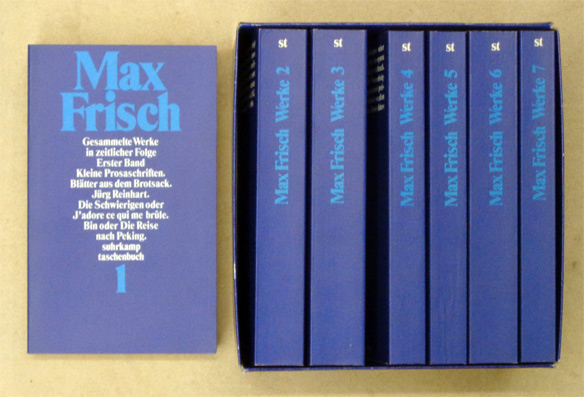 Max
Frisch
Gesammelte Werke
in zeitlicher Folge
Erster Band
Kleine Prosaschriften.
Blätter aus dem Brotsack.
Jürg Reinhart.
Die Schwierigen oder
J'adore ce qui me brûle.
Bin oder Die Reise
nach Peking.
suhrkamp
taschenbuch
1
st
Max Frisch Werke 2
st
Max Frisch Werke 3
st
Max Frisch Werke 4
st
Max Frisch Werke 5
st
Max Frisch Werke 6
st
Max Frisch Werke 7